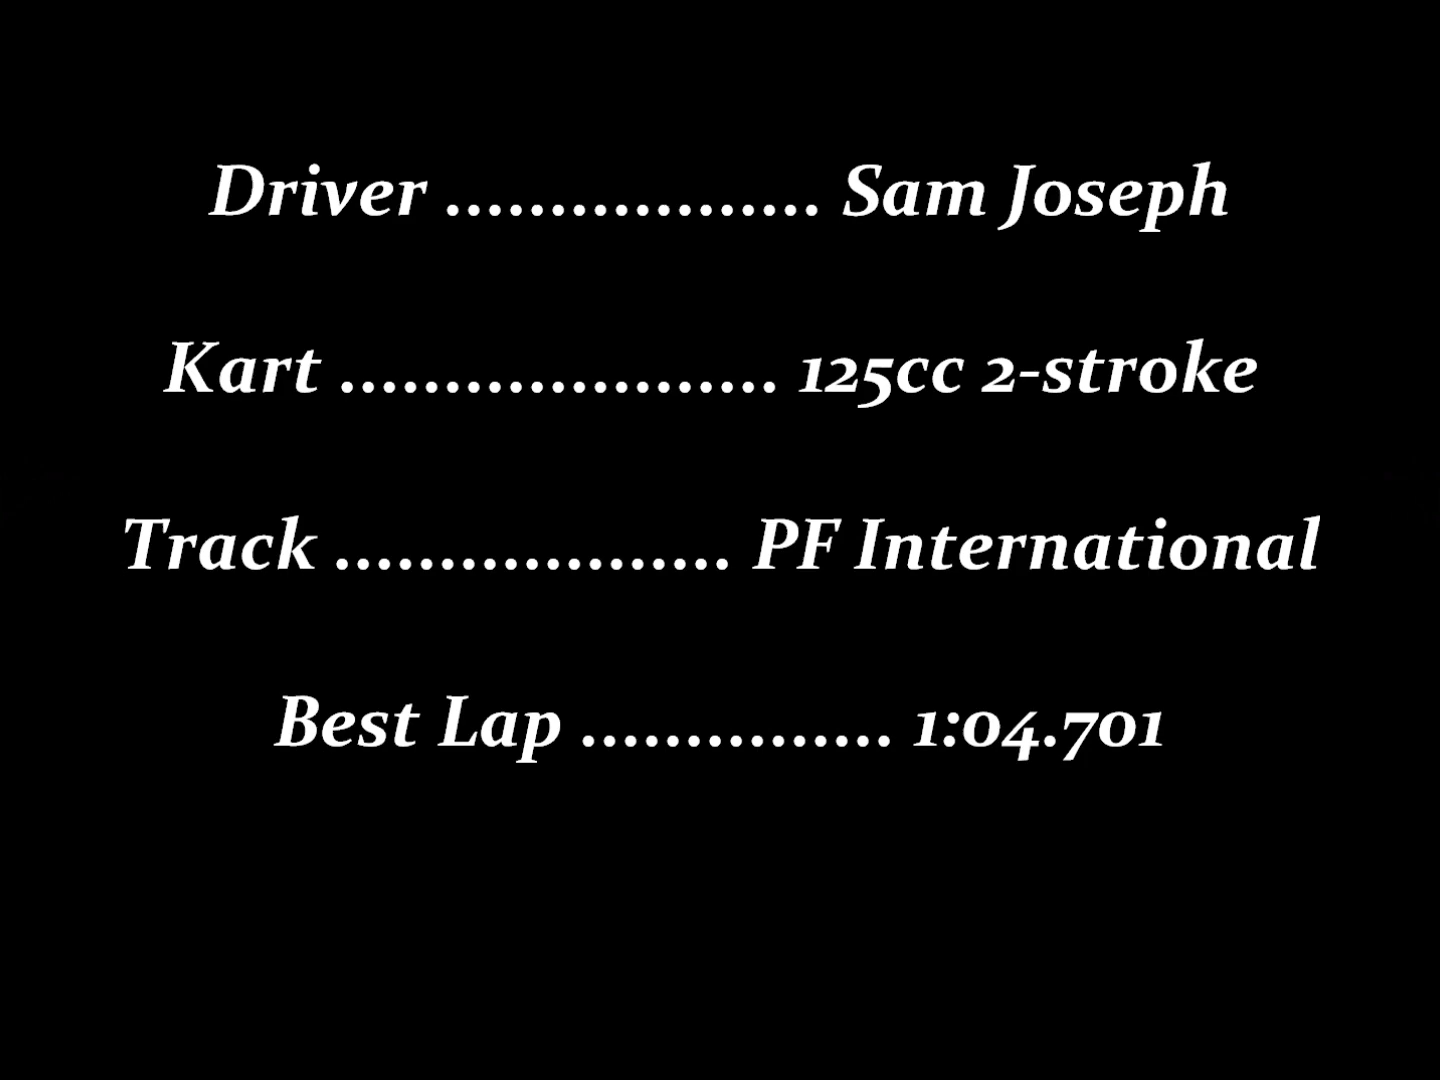 Driver .................. Sam Joseph
Kart ..................... 125cc 2-stroke
Track ................... PF International
Best Lap ............... 1:04.701